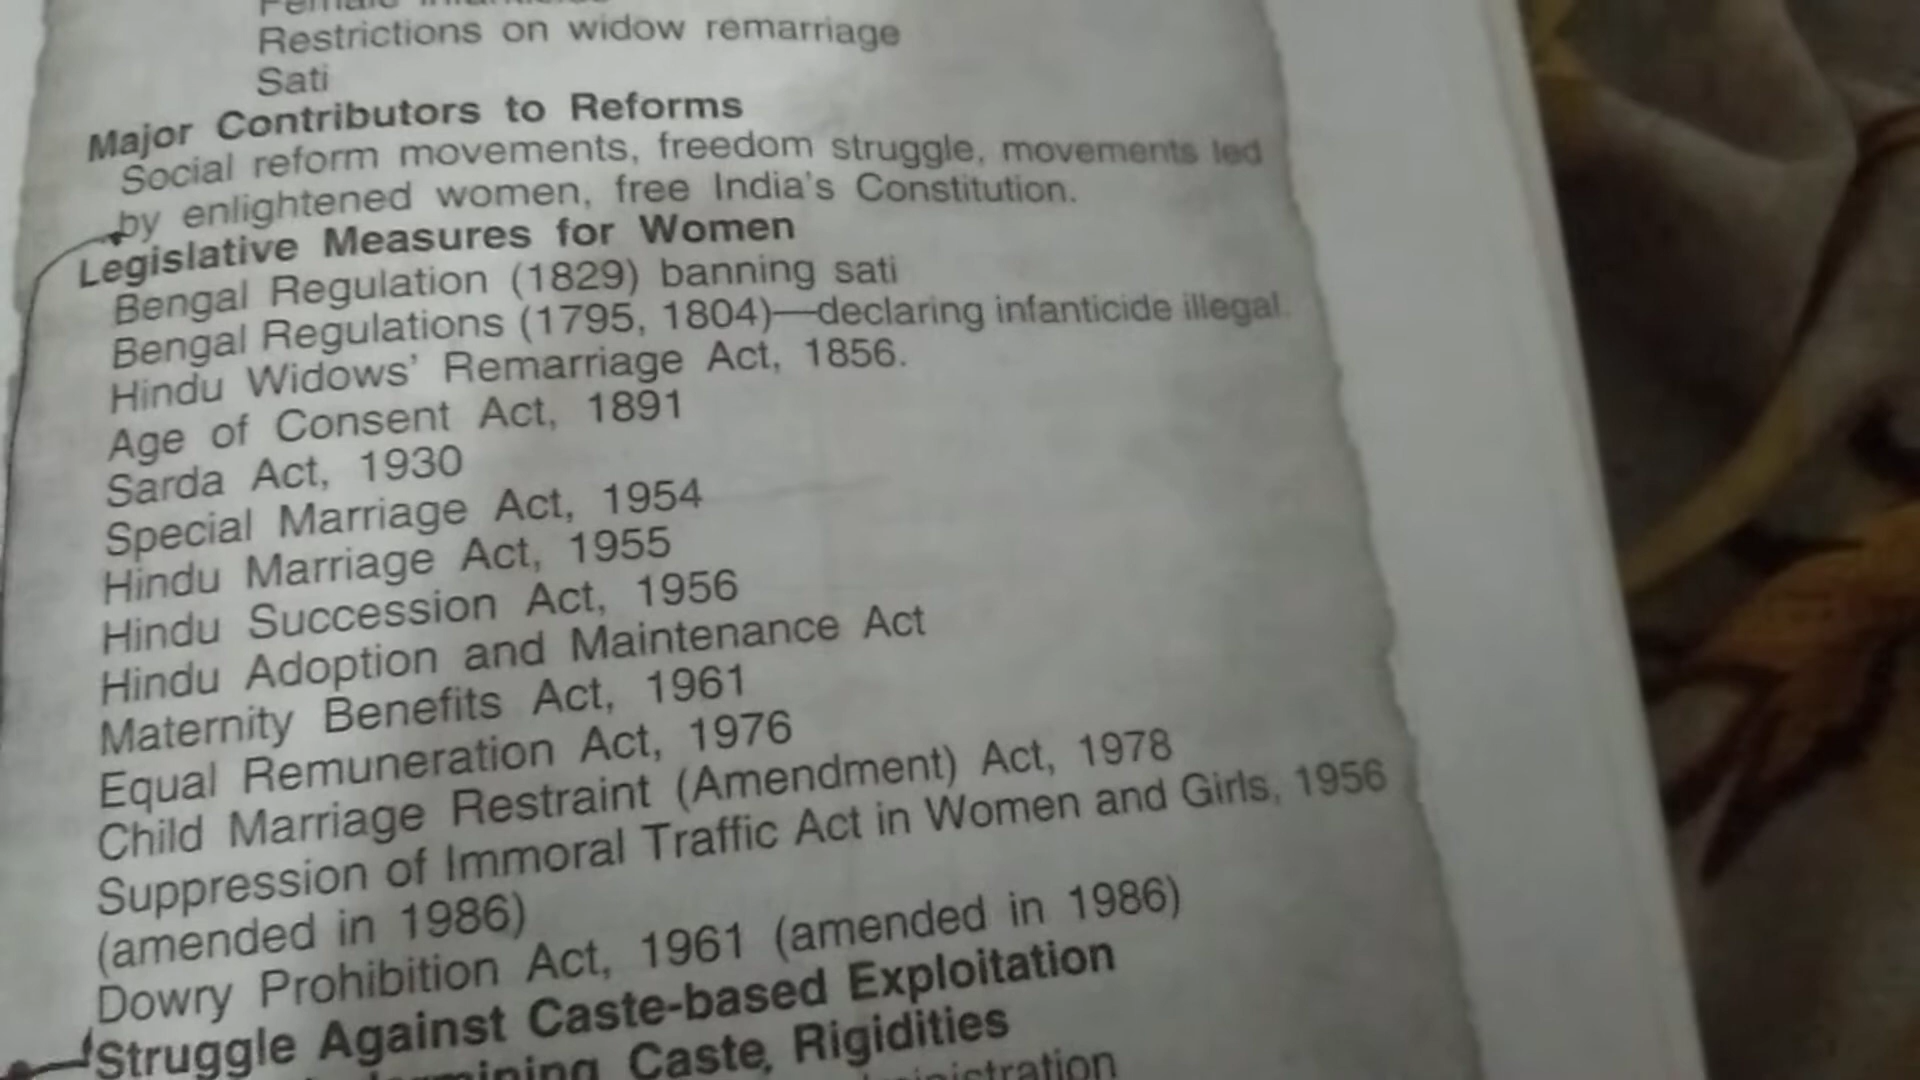 Female
Restrictions on widow remarriage
Sati
Major Contributors to Reforms
Social reform movements, freedom struggle, movements led
by enlightened women, free India's Constitution.
Legislative Measures for Women
Bengal Regulation (1829) banning sati
Bengal Regulations (1795, 1804)—declaring infanticide illegal.
Hindu Widows' Remarriage Act, 1856.
Age of Consent Act, 1891
Sarda Act, 1930
Special Marriage Act, 1954
Hindu Marriage Act, 1955
Hindu Succession Act, 1956
Hindu Adoption and Maintenance Act
Maternity Benefits Act, 1961
Equal Remuneration Act, 1976
Child Marriage Restraint (Amendment) Act, 1978
Suppression of Immoral Traffic Act in Women and Girls, 1956
(amended in 1986)
Dowry Prohibition Act, 1961 (amended in 1986)
Struggle Against Caste-based Exploitation
Caste Rigidities